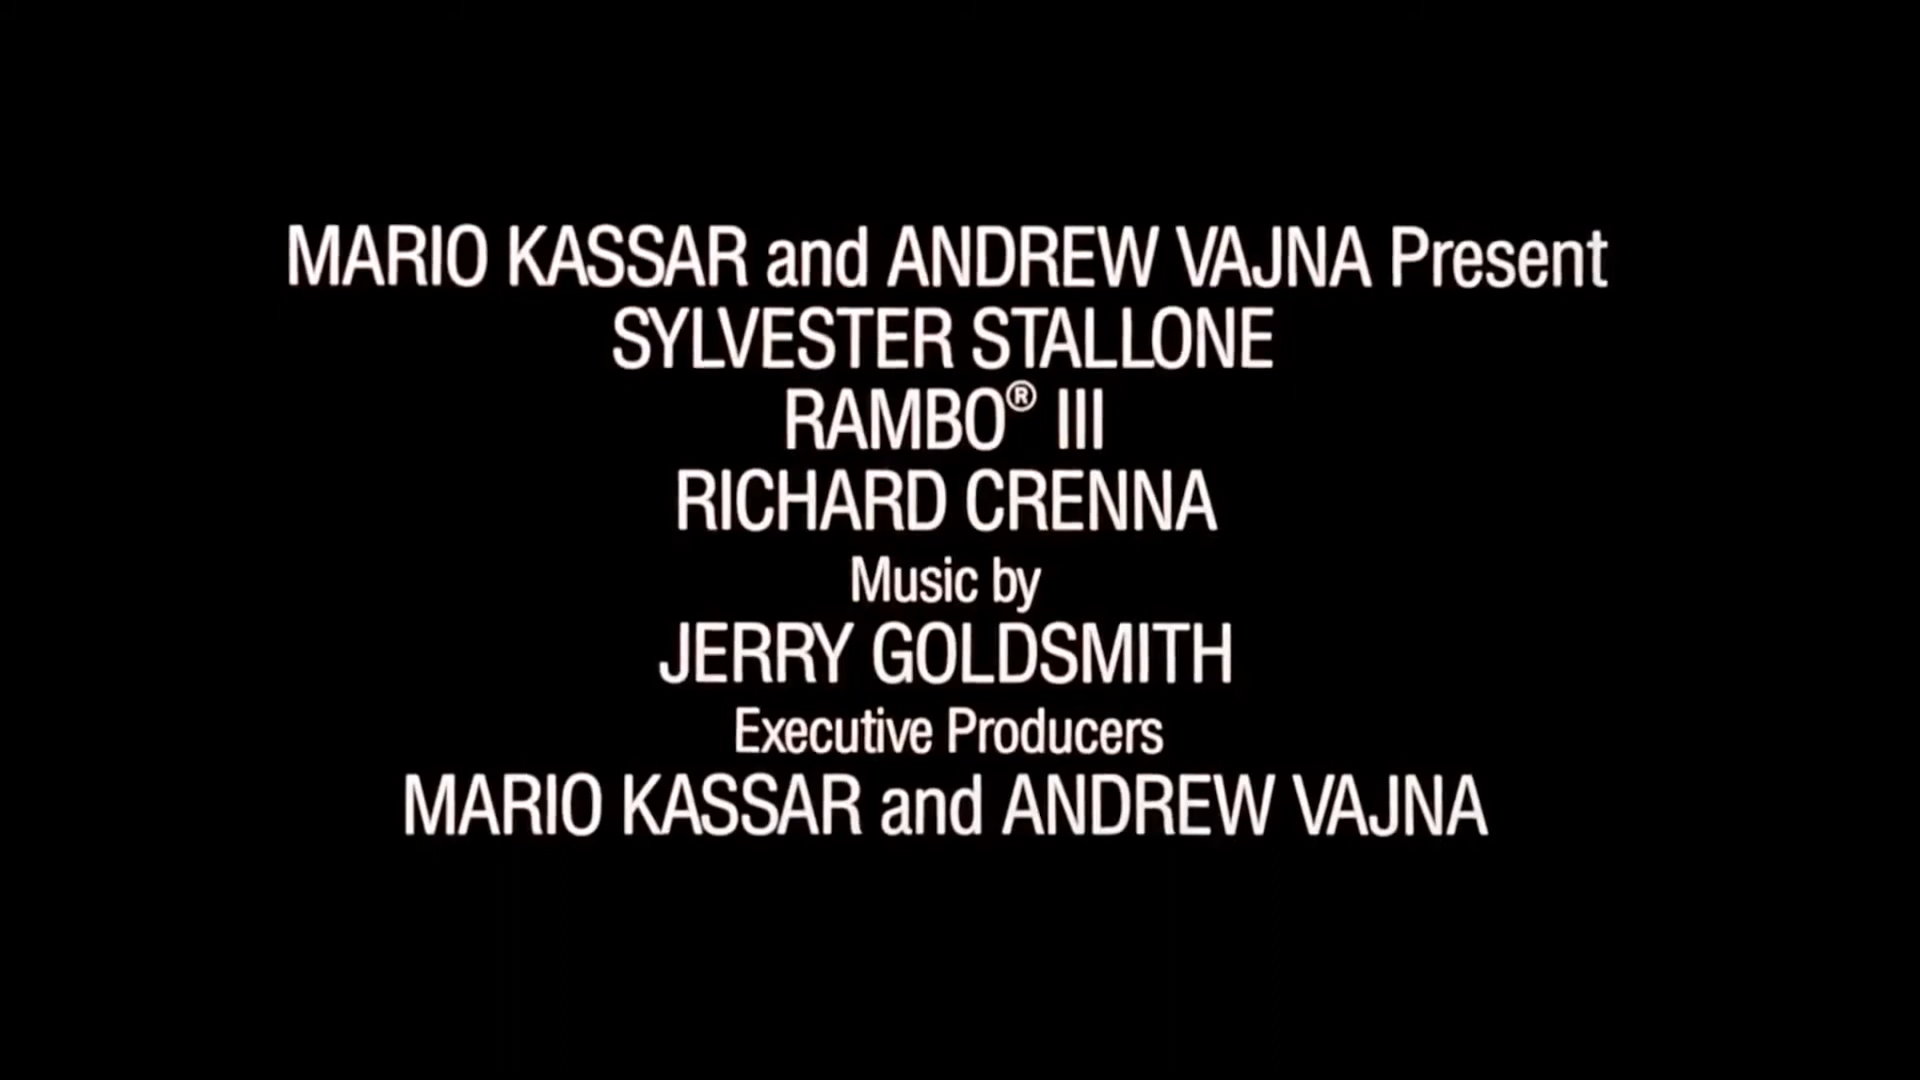 MARIO KASSAR and ANDREW VAJNA Present
SYLVESTER STALLONE
RAMBO® III
RICHARD CRENNA
Music by
JERRY GOLDSMITH
Executive Producers
MARIO KASSAR and ANDREW VAJNA